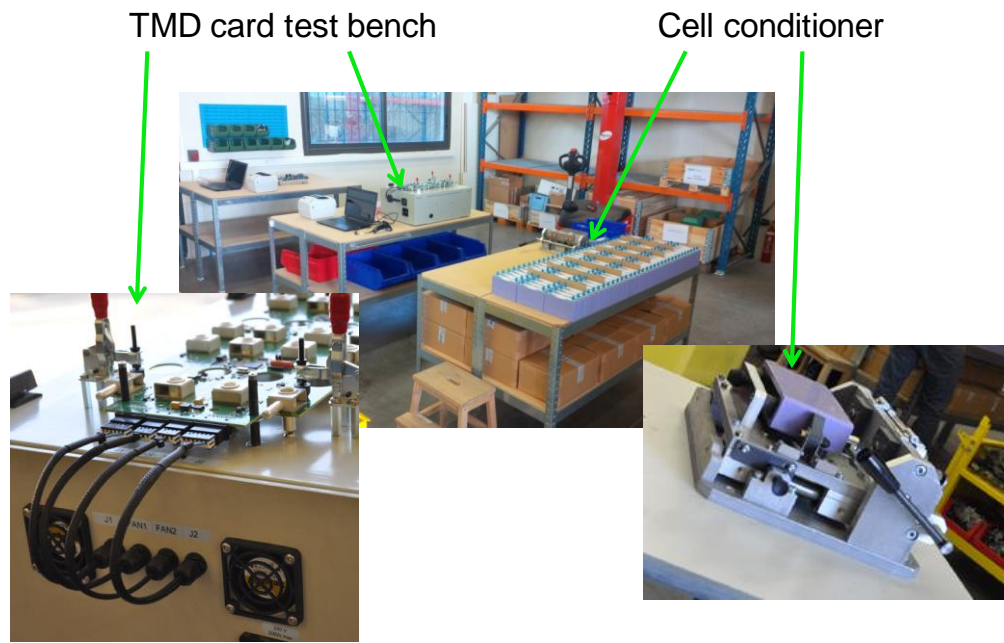 TMD card test bench
Cell conditioner
J1
FAN1
FAN2
J2